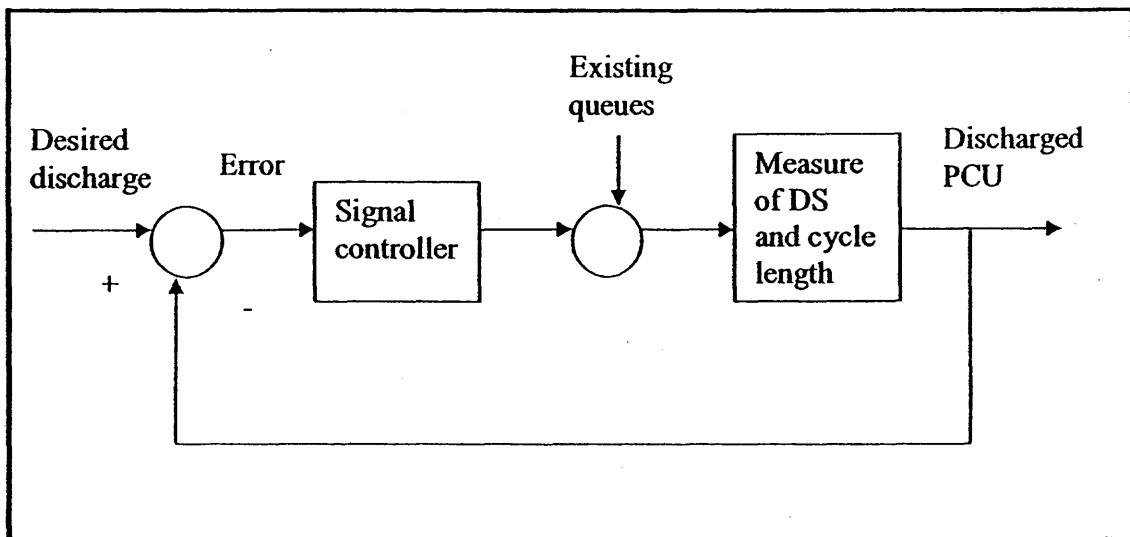 Existing
queues
Desired
discharge
Error
Signal
controller
Measure
of DS
and cycle
length
Discharged
PCU
+
-